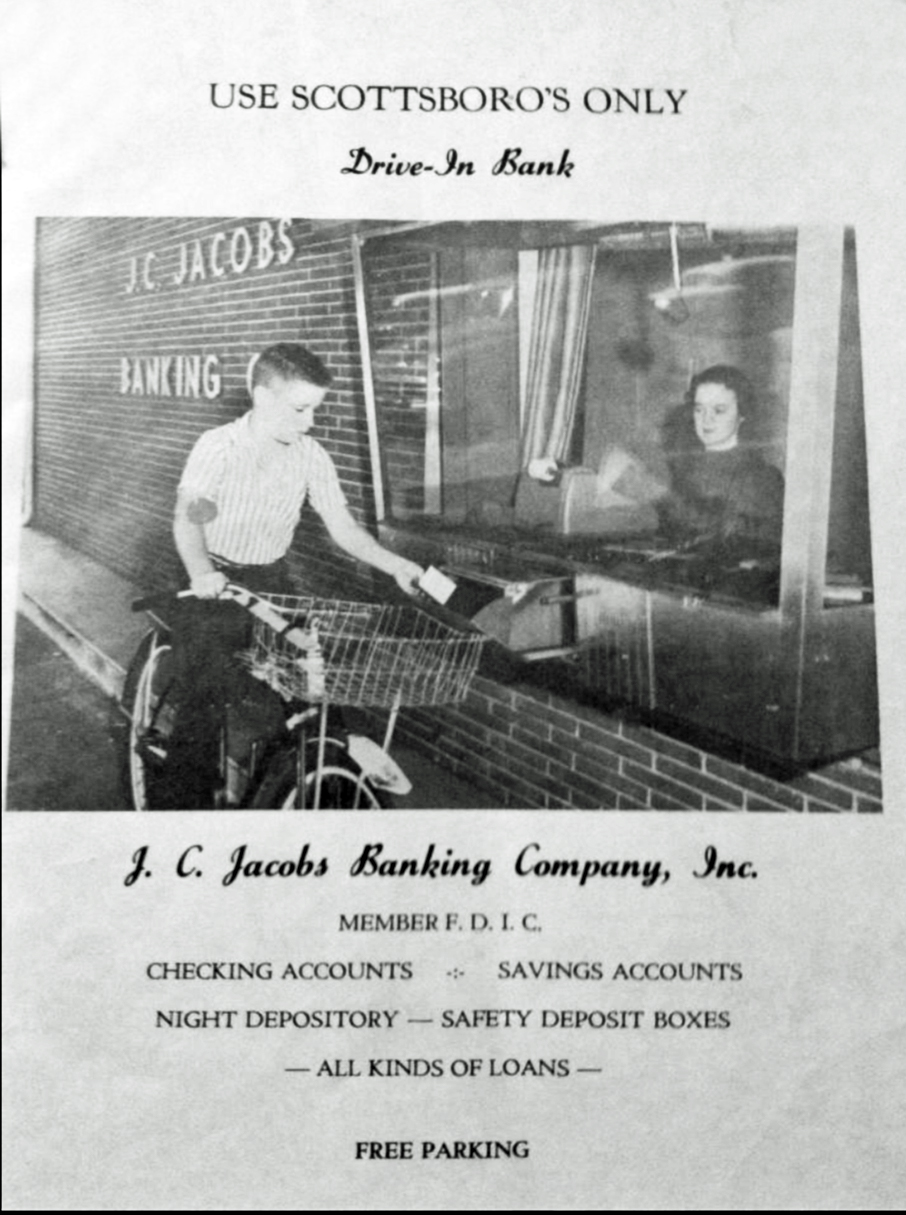 USE SCOTTSBORO'S ONLY
Drive-In Bank
J.C. JACOBS
BANKING C
J. C. Jacobs Banking Company, Inc.
MEMBER F. D. I. C.
CHECKING ACCOUNTS -:- SAVINGS ACCOUNTS
NIGHT DEPOSITORY — SAFETY DEPOSIT BOXES
— ALL KINDS OF LOANS —
FREE PARKING